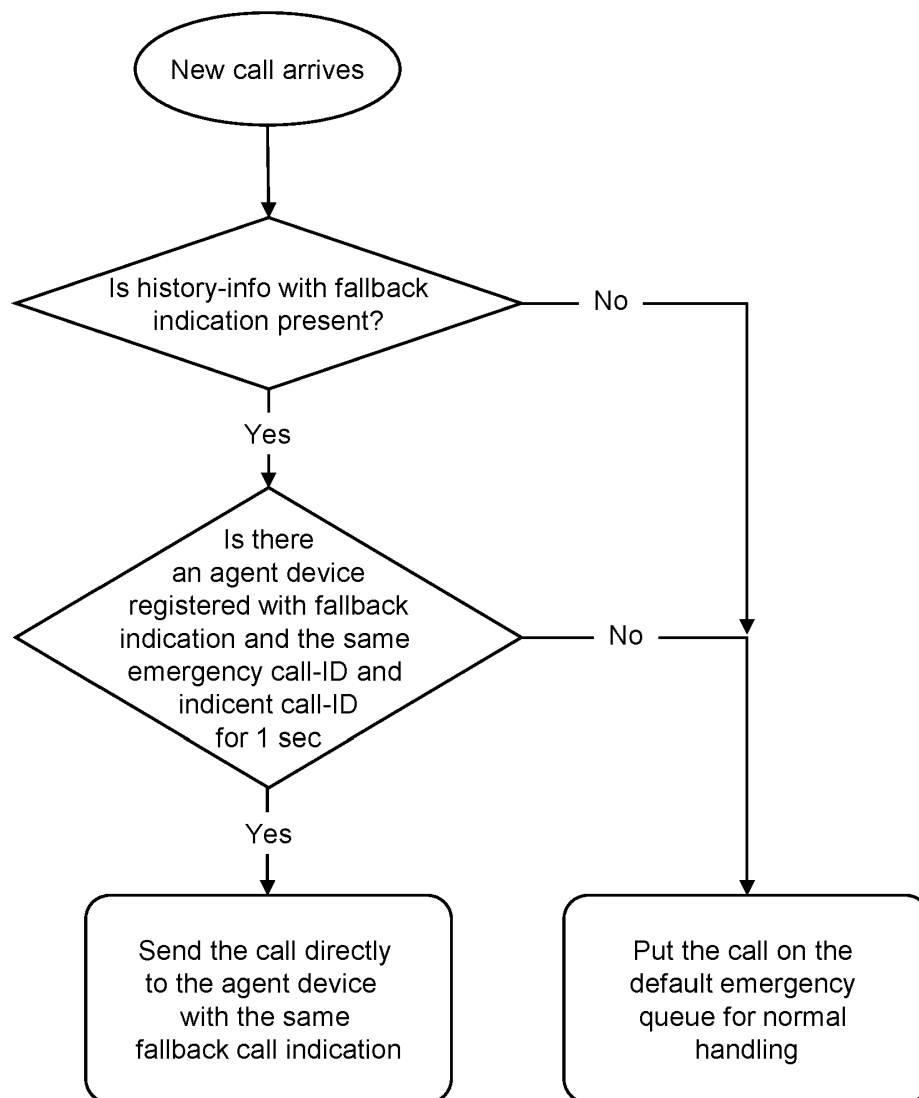 New call arrives
Is history-info with fallback
indication present?
No
Yes
Is there
an agent device
registered with fallback
indication and the same
emergency call-ID and
indicent call-ID
for 1 sec
No
Yes
Send the call directly
to the agent device
with the same
fallback call indication
Put the call on the
default emergency
queue for normal
handling